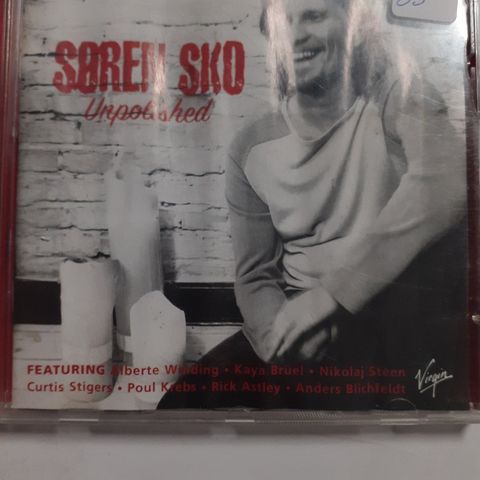 SØREN SKO
Unpolished
FEATURING Alberte Winding • Kaya Brüel • Nikolaj Steen
Curtis Stigers • Poul Krebs • Rick Astley • Anders Blichfeldt
Virgin